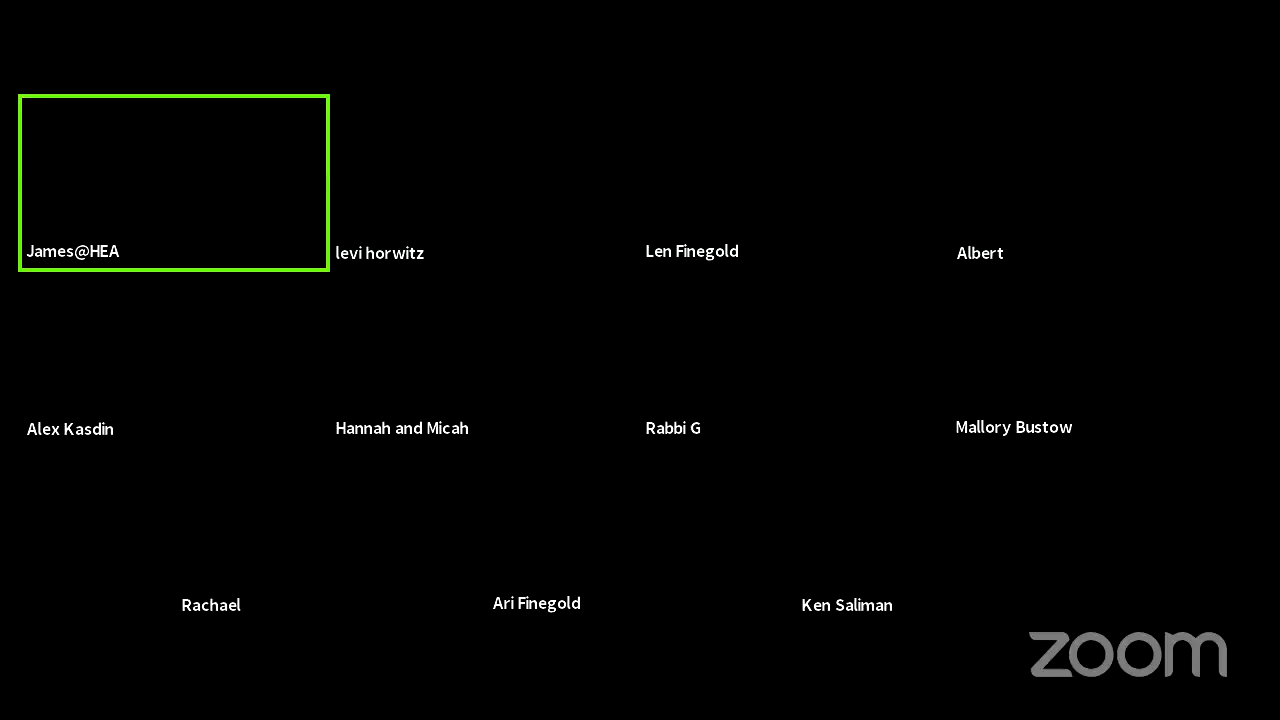 James@HEA
levi horwitz
Len Finegold
Albert
Alex Kasdin
Hannah and Micah
Rabbi G
Mallory Bustow
Rachael
Ari Finegold
Ken Saliman
zoom